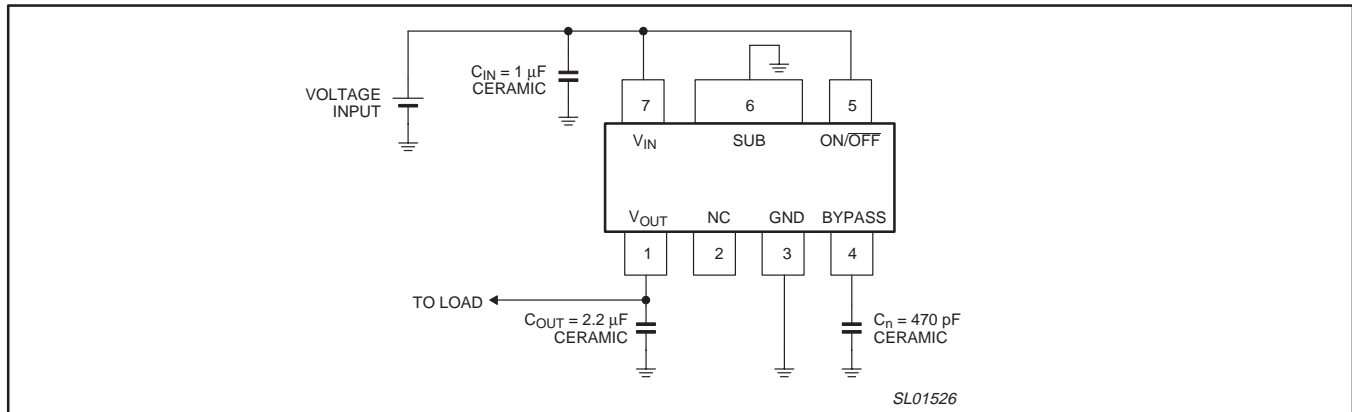 C_IN = 1 μF
CERAMIC
VOLTAGE
INPUT
7
6
5
V_IN
SUB
ON/O̅F̅F̅
V_OUT
NC
GND
BYPASS
1
2
3
4
TO LOAD
C_OUT = 2.2 μF
CERAMIC
C_n = 470 pF
CERAMIC
SL01526